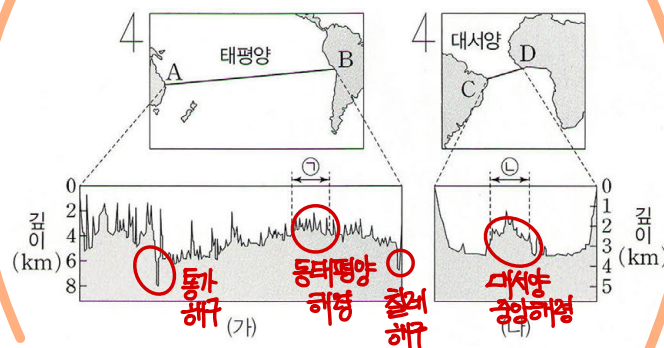 4
태평양
A
B
4
대서양
D
C
㉠
㉡
0
2
4
6
8
깊이
(km)
통가
해구
동태평양
해령
칠레
해구
(가)
0
1
2
3
4
5
깊이
(km)
대서양
중앙해령
(나)